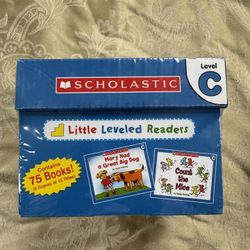 SCHOLASTIC
Level
C
Little Leveled Readers
Contains
75 Books!
(5 Copies of 15 Titles)
C
Mary Had
a Great Big Dog
C
Count the
Mice